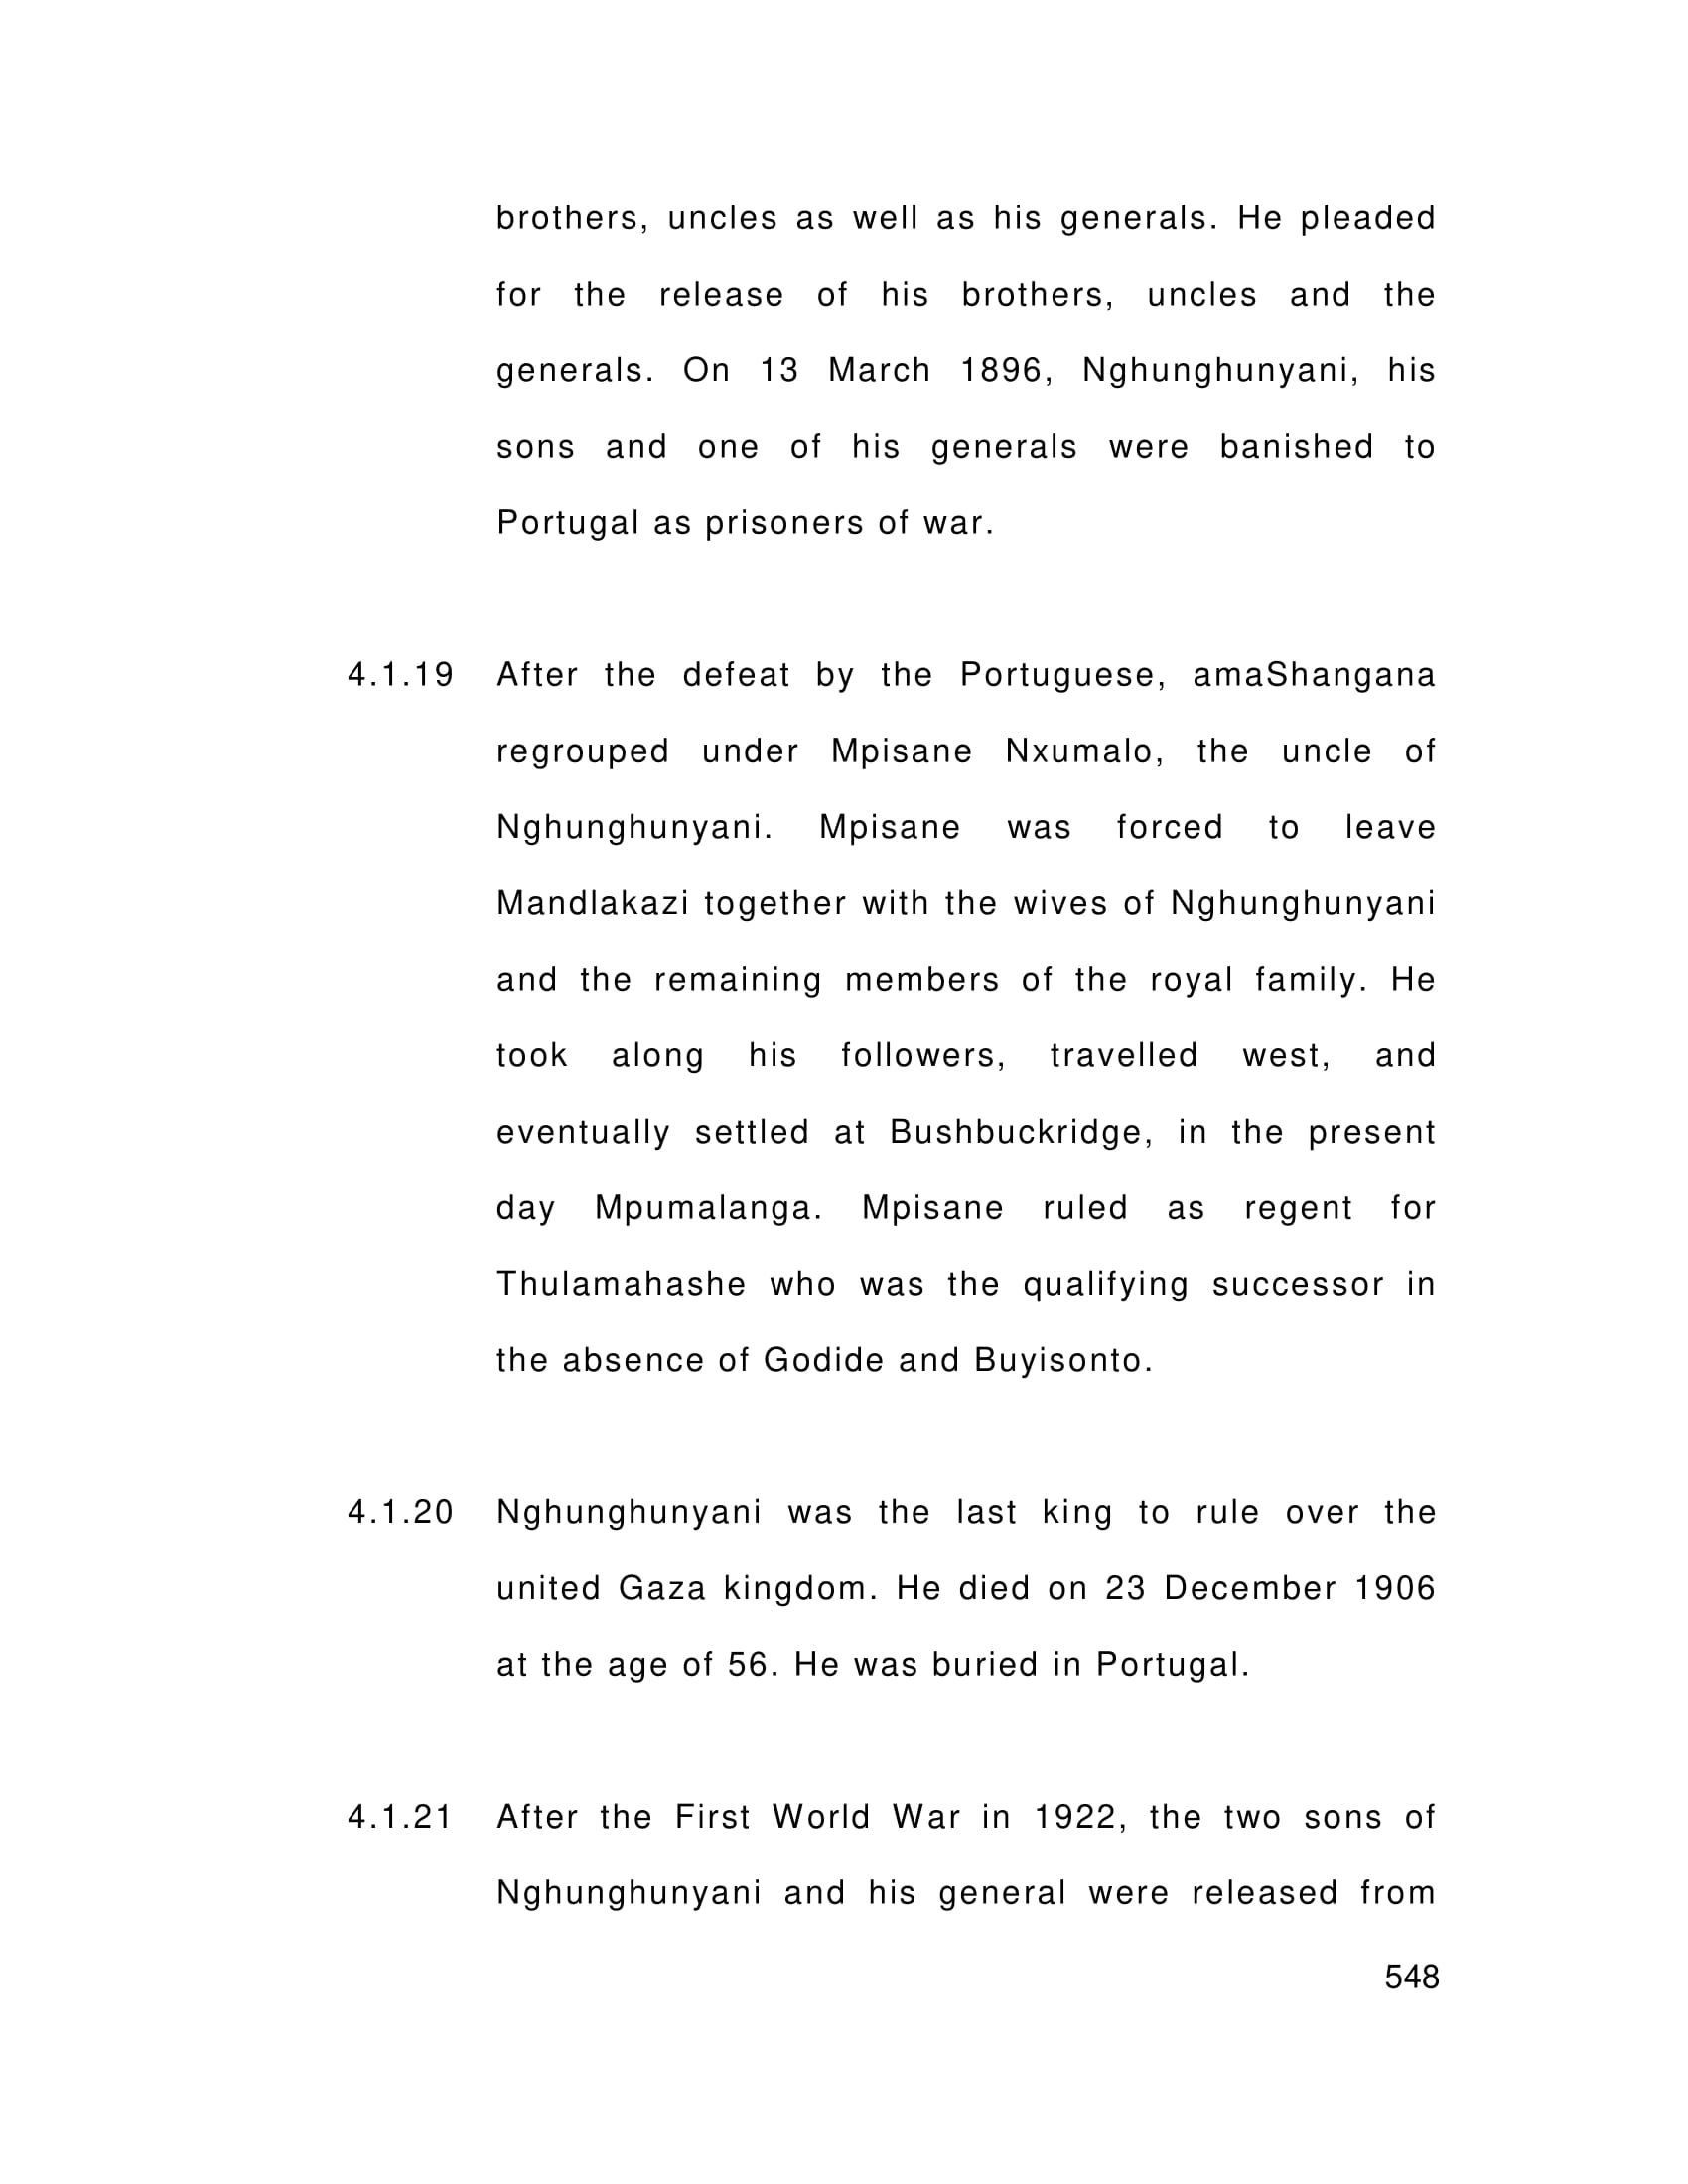 brothers, uncles as well as his generals. He pleaded
for the release of his brothers, uncles and the
generals. On 13 March 1896, Nghunghunyani, his
sons and one of his generals were banished to
Portugal as prisoners of war.
4.1.19 After the defeat by the Portuguese, amaShangana
regrouped under Mpisane Nxumalo, the uncle of
Nghunghunyani. Mpisane was forced to leave
Mandlakazi together with the wives of Nghunghunyani
and the remaining members of the royal family. He
took along his followers, travelled west, and
eventually settled at Bushbuckridge, in the present
day Mpumalanga. Mpisane ruled as regent for
Thulamahashe who was the qualifying successor in
the absence of Godide and Buyisonto.
4.1.20 Nghunghunyani was the last king to rule over the
united Gaza kingdom. He died on 23 December 1906
at the age of 56. He was buried in Portugal.
4.1.21 After the First World War in 1922, the two sons of
Nghunghunyani and his general were released from
548